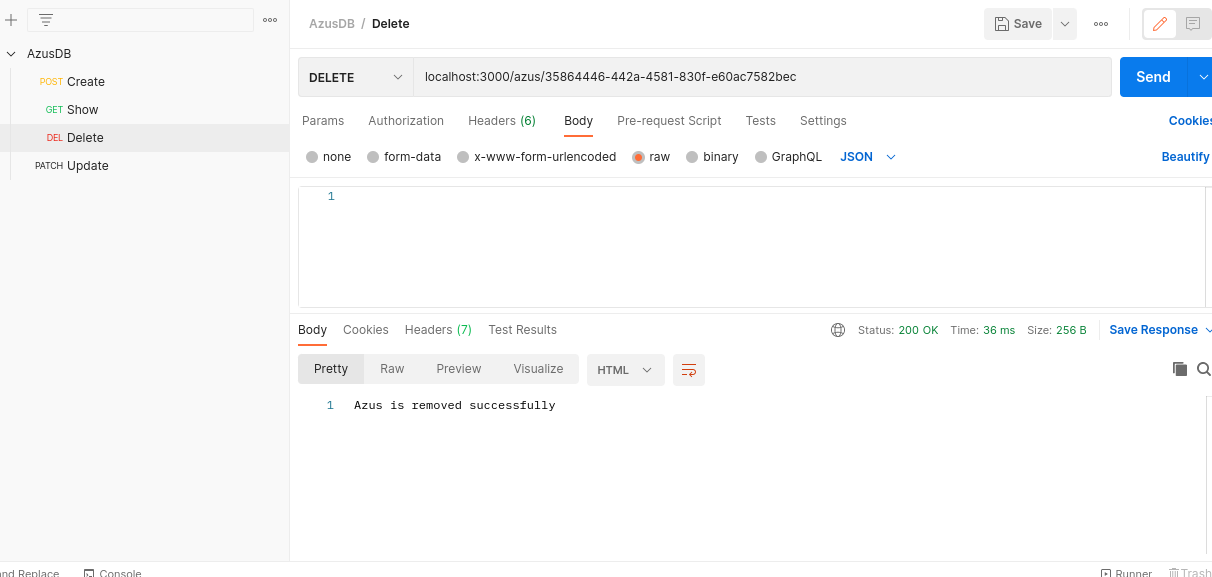 AzusDB / Delete
Save
AzusDB
POST Create
GET Show
DEL Delete
PATCH Update
DELETE
localhost:3000/azus/35864446-442a-4581-830f-e60ac7582bec
Send
Params Authorization Headers (6) Body Pre-request Script Tests Settings Cookies
none form-data x-www-form-urlencoded raw binary GraphQL JSON Beautify
1
Body Cookies Headers (7) Test Results Status: 200 OK Time: 36 ms Size: 256 B Save Response
Pretty Raw Preview Visualize HTML
1 Azus is removed successfully
and Replace Console Runner Trash